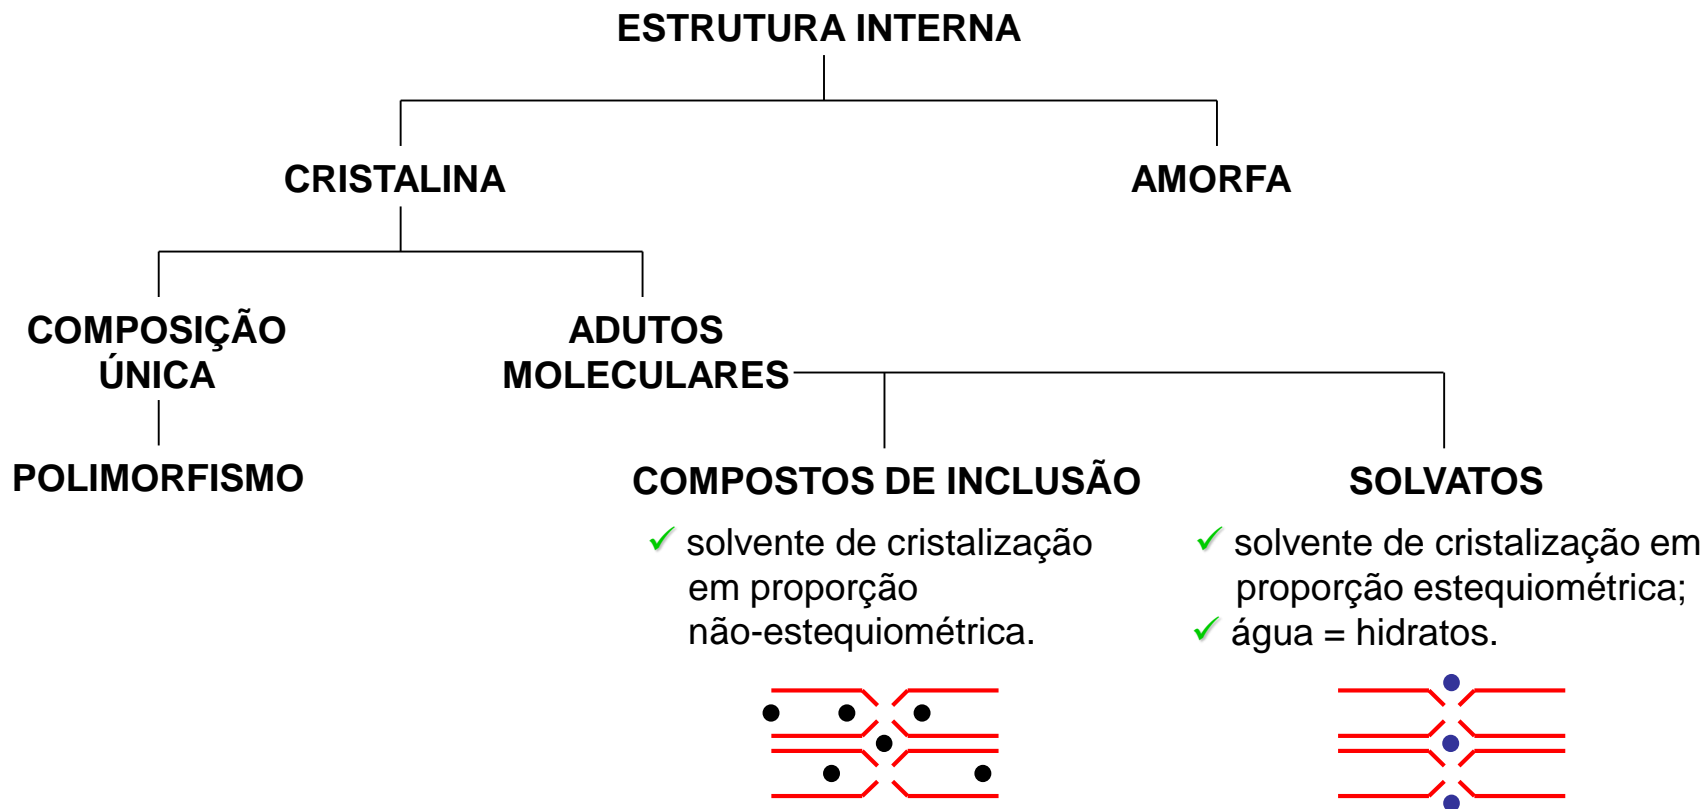 ESTRUTURA INTERNA
CRISTALINA
AMORFA
COMPOSIÇÃO
ÚNICA
ADUTOS
MOLECULARES
POLIMORFISMO
COMPOSTOS DE INCLUSÃO
solvente de cristalização
em proporção
não-estequiométrica.
SOLVATOS
solvente de cristalização em
proporção estequiométrica;
água = hidratos.